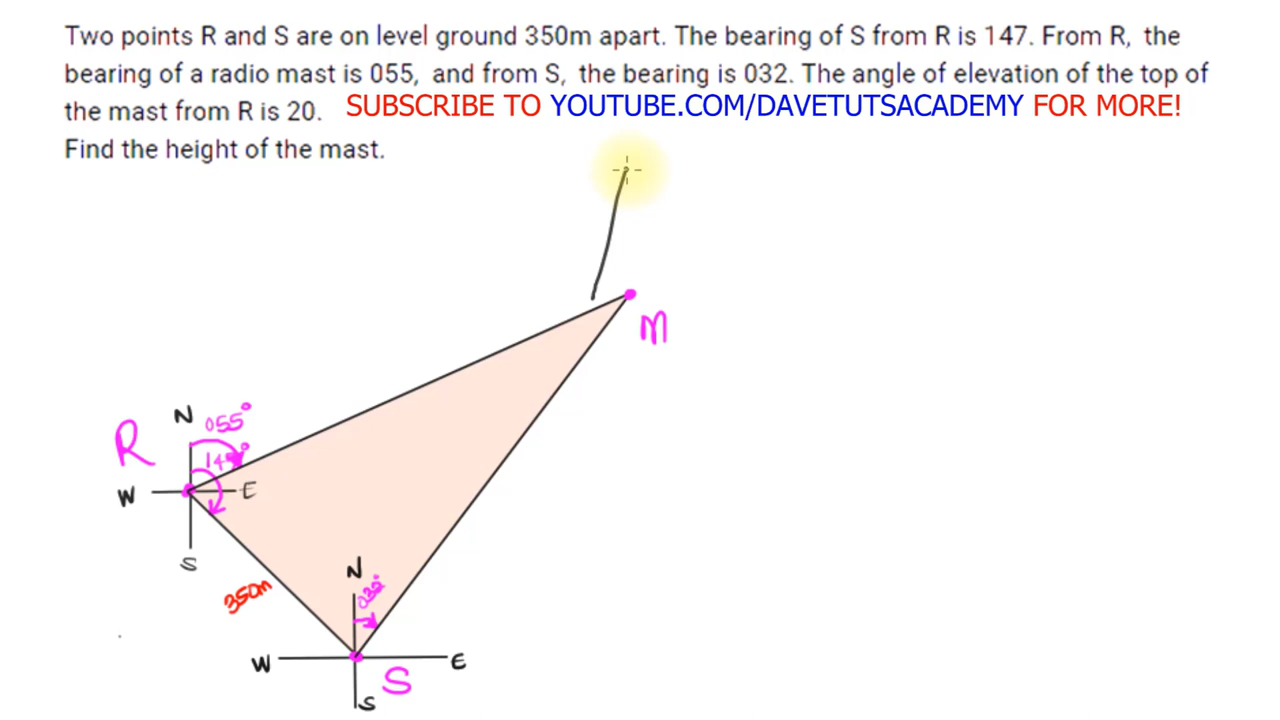 Two points R and S are on level ground 350m apart. The bearing of S from R is 147. From R, the
bearing of a radio mast is 055, and from S, the bearing is 032. The angle of elevation of the top of
the mast from R is 20. SUBSCRIBE TO YOUTUBE.COM/DAVETUTSACADEMY FOR MORE!
Find the height of the mast.
M
N 055°
R
W E
S
N
350m 032°
W E
S
S